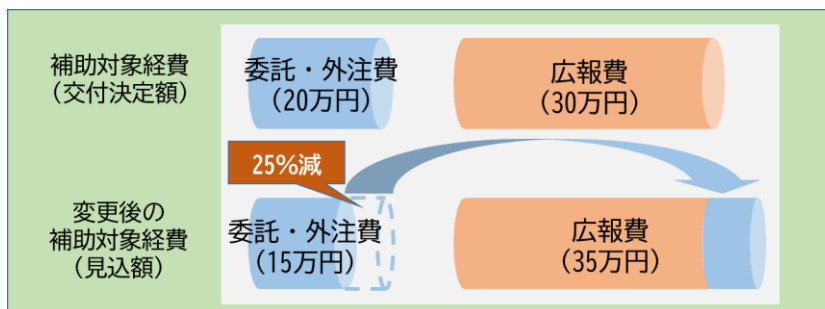 補助対象経費
（交付決定額）
委託・外注費
（20万円）
広報費
（30万円）
25%減
変更後の
補助対象経費
（見込額）
委託・外注費
（15万円）
広報費
（35万円）